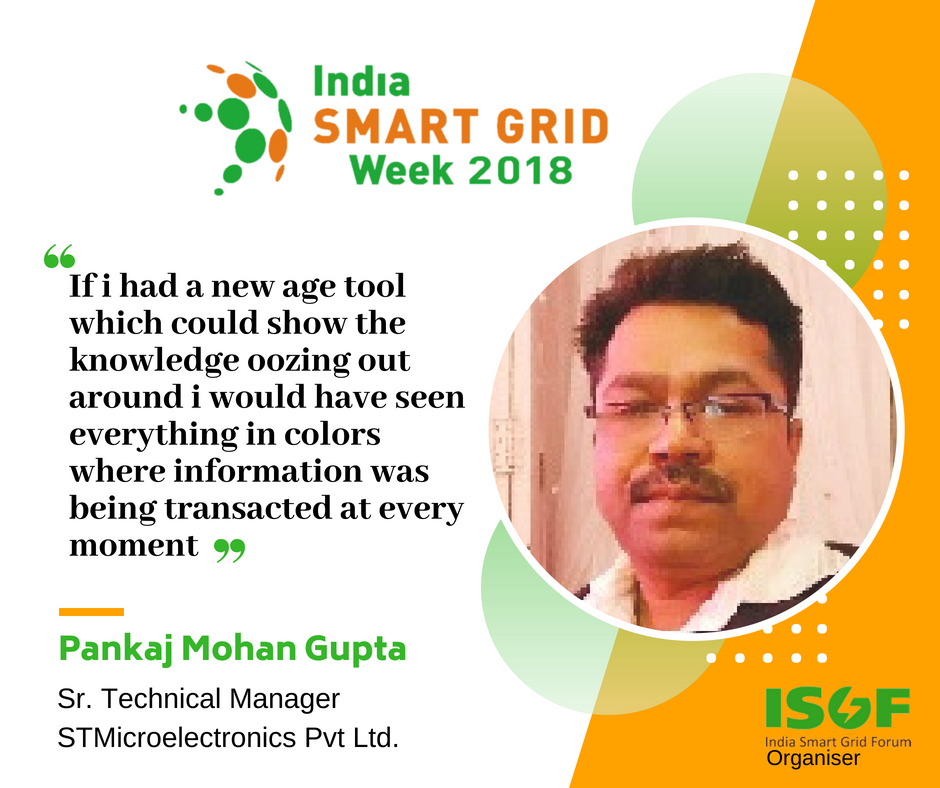 India
SMART GRID
Week 2018
“
If i had a new age tool
which could show the
knowledge oozing out
around i would have seen
everything in colors
where information was
being transacted at every
moment ”
Pankaj Mohan Gupta
Sr. Technical Manager
STMicroelectronics Pvt Ltd.
ISGF
India Smart Grid Forum
Organiser